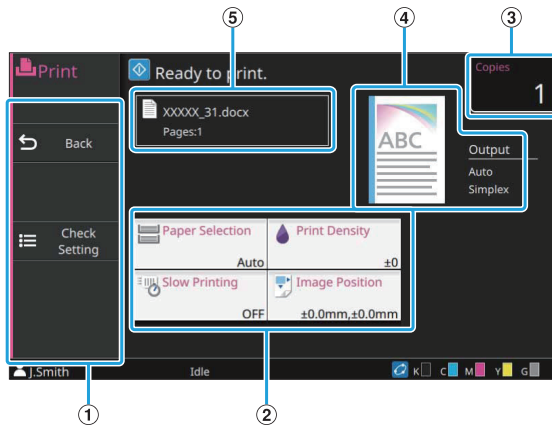 5
4
3
Print
Ready to print.
Copies
1
XXXXX_31.docx
Pages:1
ABC
Output
Auto
Simplex
Back
Check
Setting
Paper Selection
Auto
Print Density
±0
Slow Printing
OFF
Image Position
±0.0mm,±0.0mm
J.Smith
Idle
K
C
M
Y
G
1
2